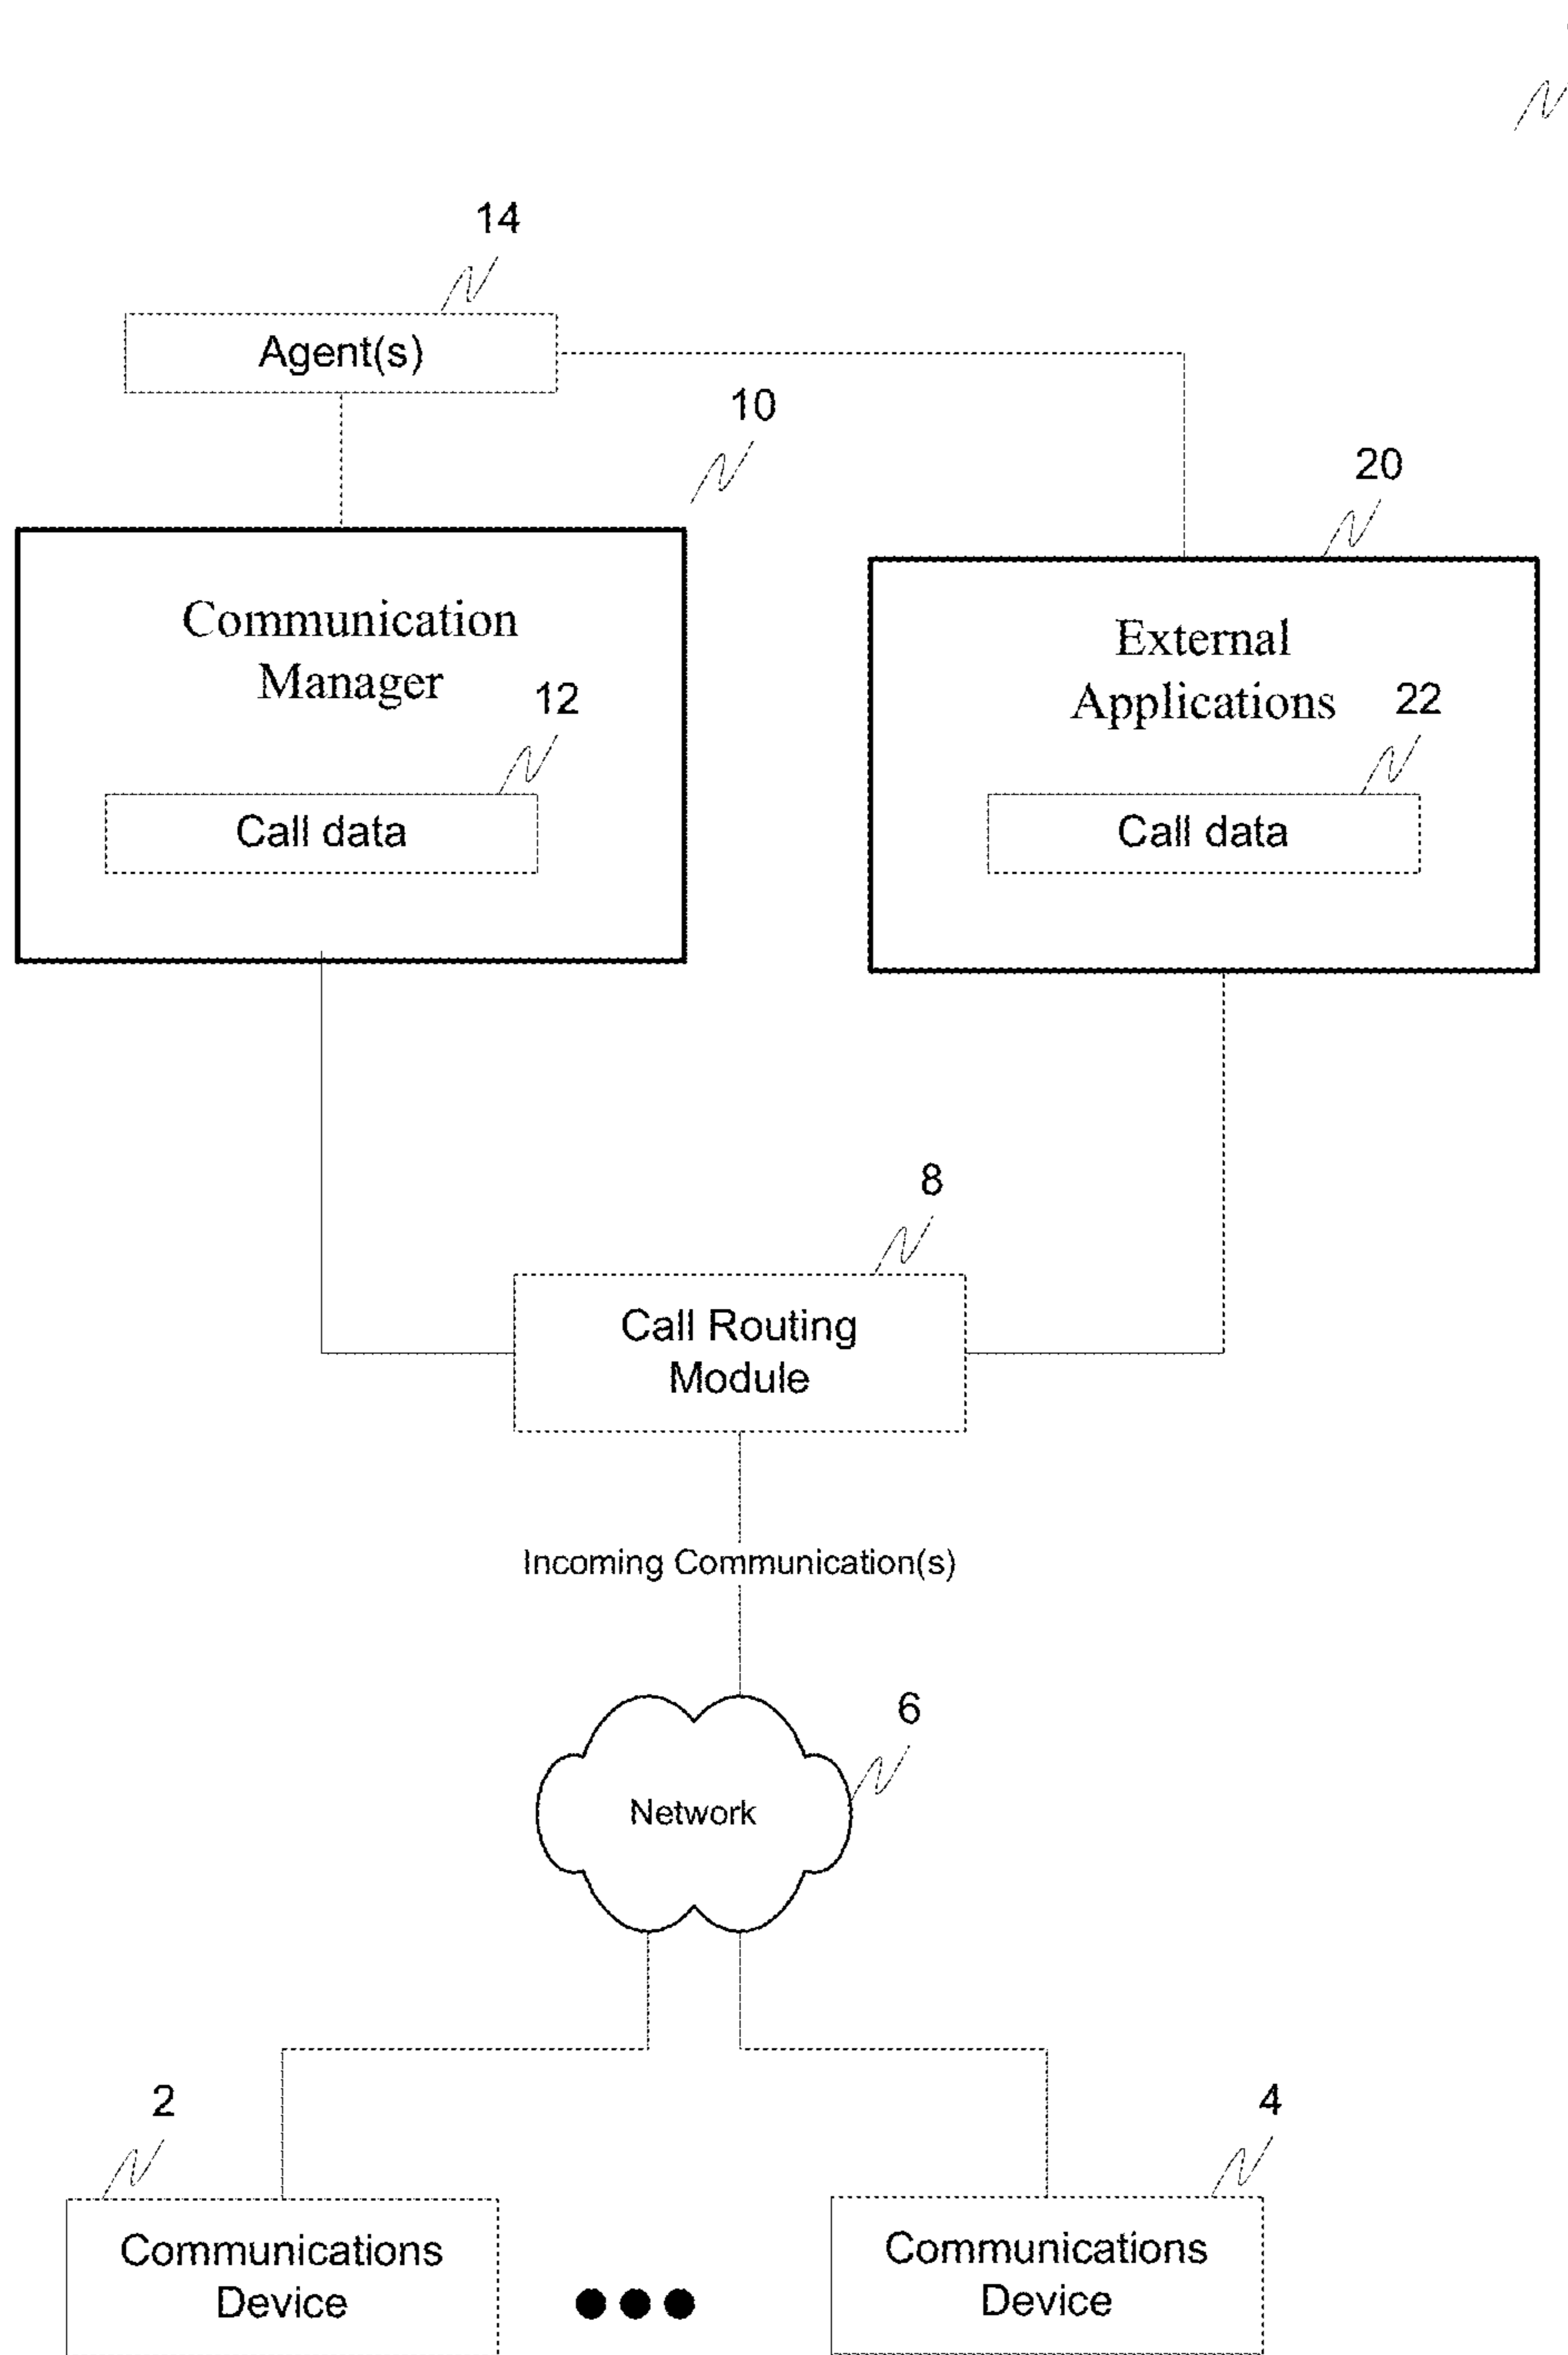 14
Agent(s)
10
20
Communication
Manager
12
Call data
External
Applications
22
Call data
8
Call Routing
Module
Incoming Communication(s)
6
Network
2
Communications
Device
4
Communications
Device